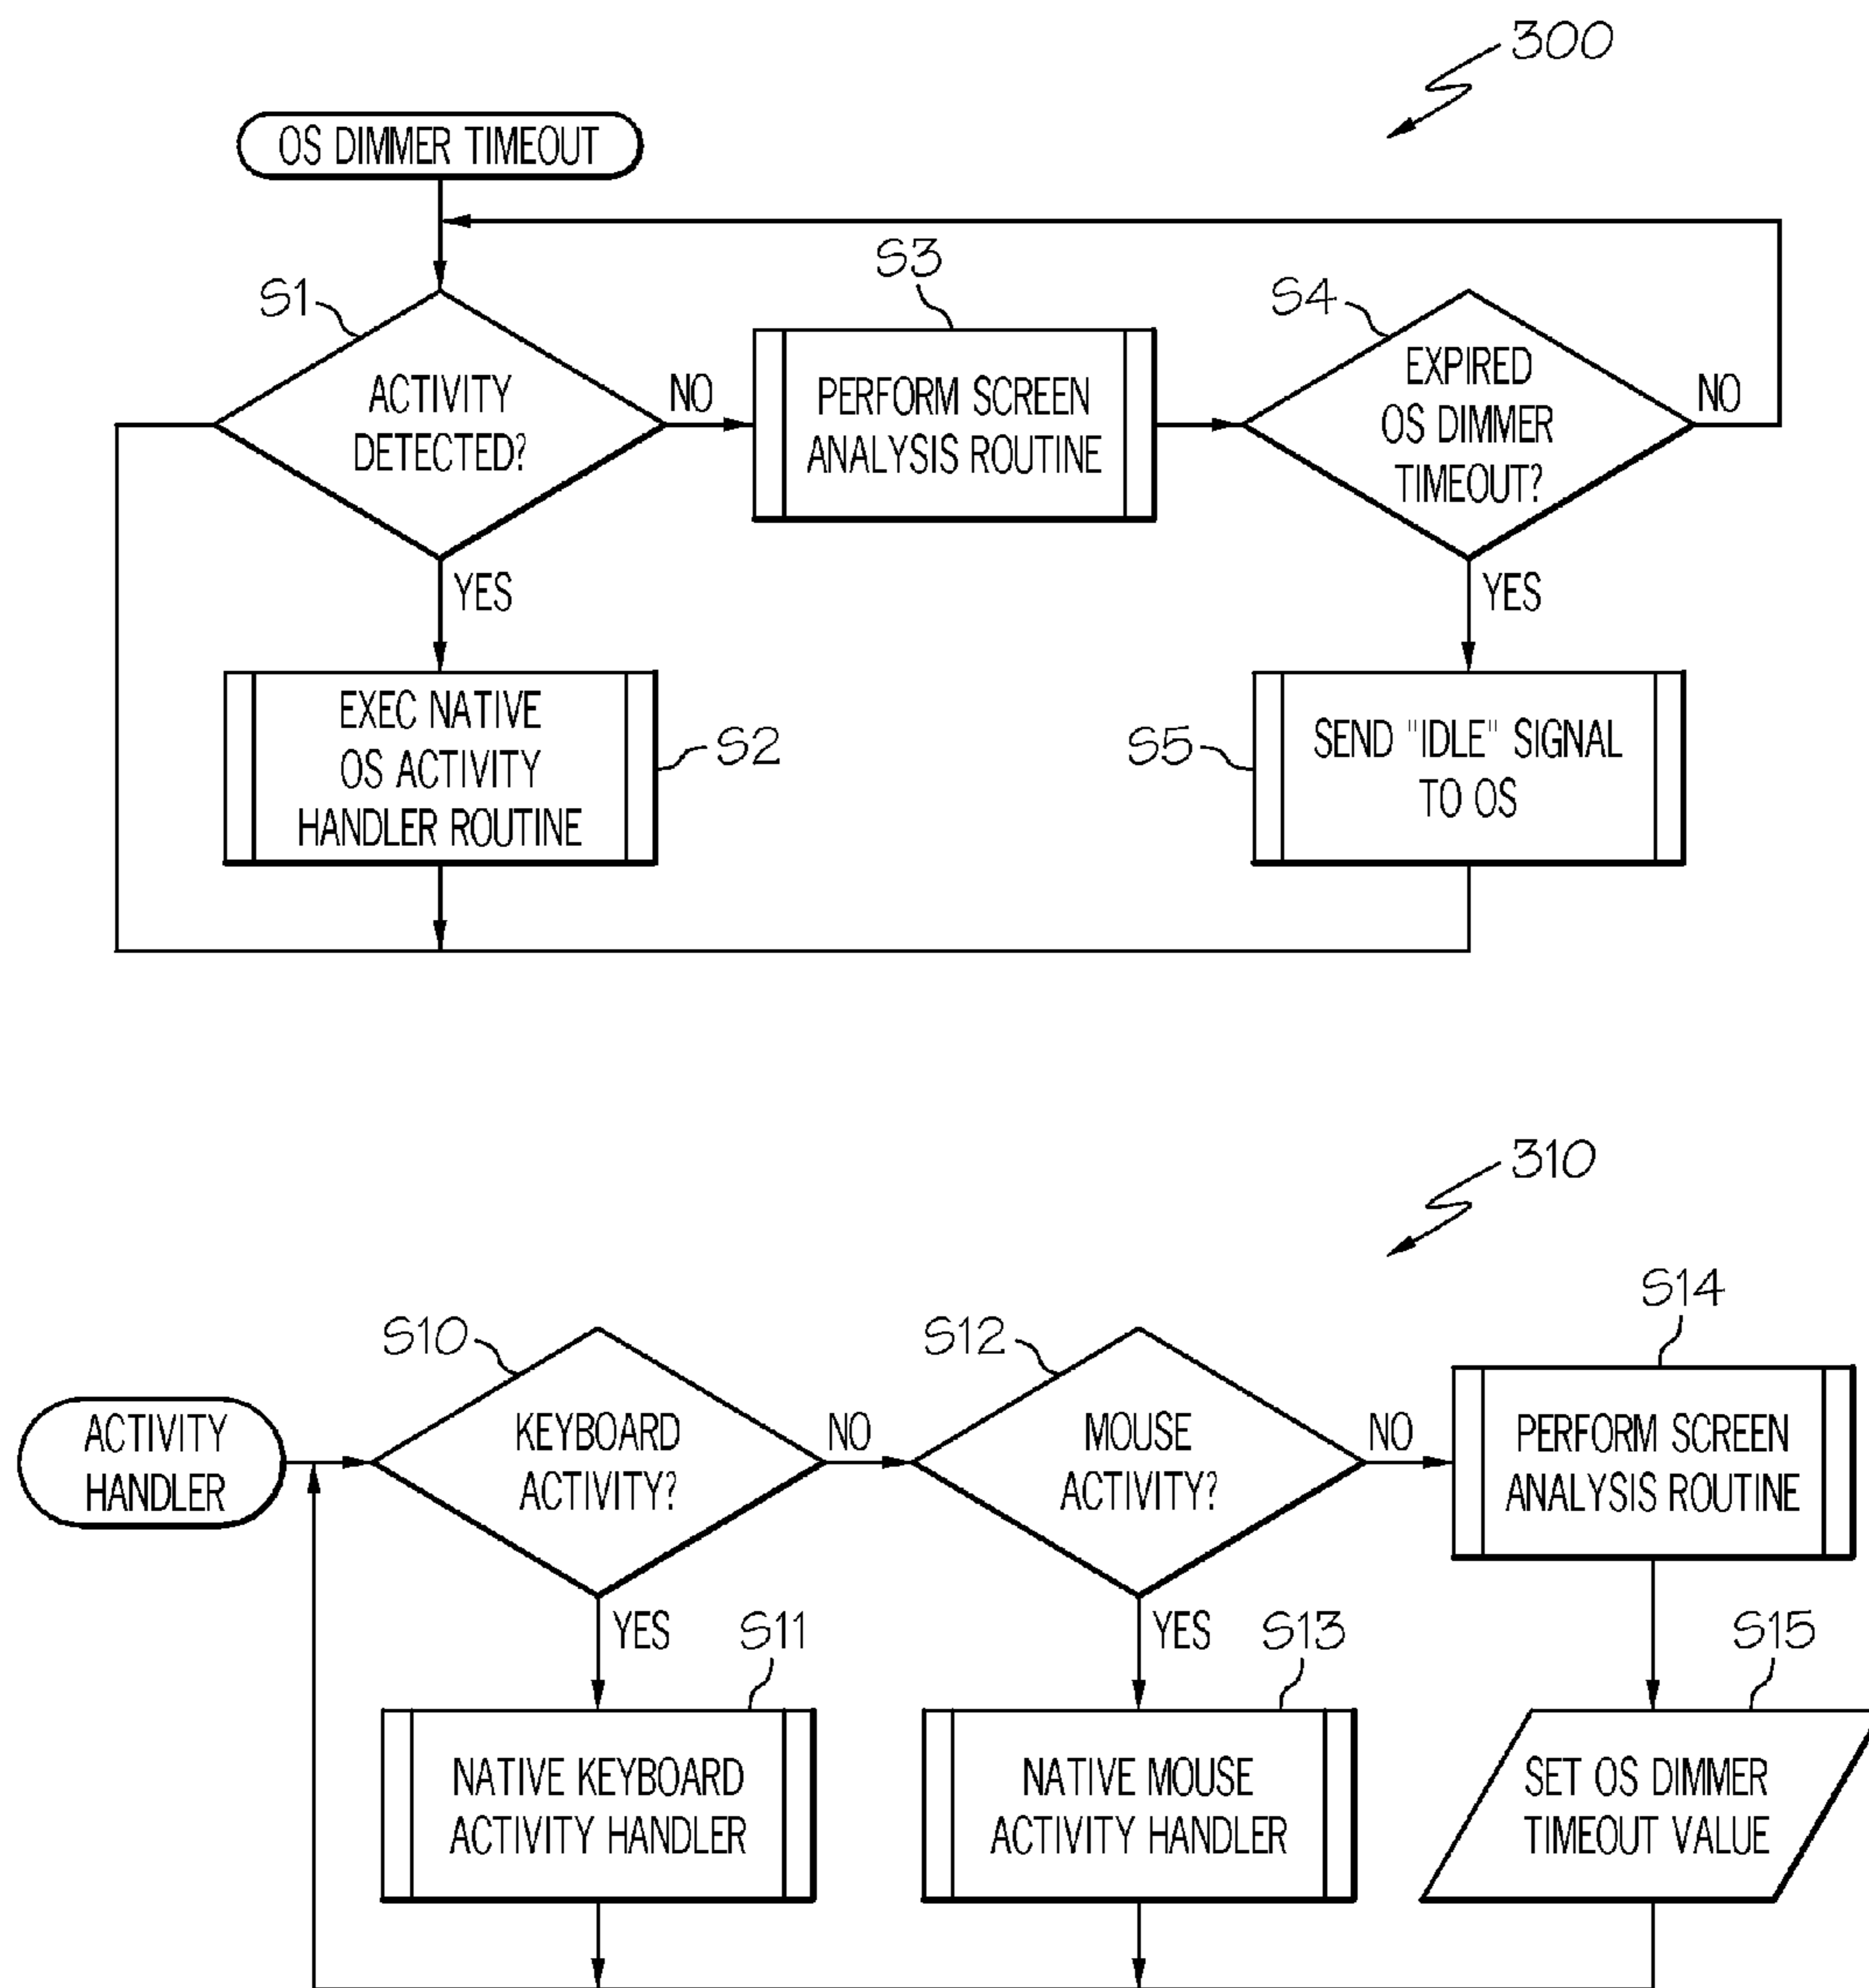 300
OS DIMMER TIMEOUT
S1
ACTIVITY
DETECTED?
NO
YES
S3
PERFORM SCREEN
ANALYSIS ROUTINE
S4
EXPIRED
OS DIMMER
TIMEOUT?
NO
YES
EXEC NATIVE
OS ACTIVITY
HANDLER ROUTINE
S2
S5
SEND "IDLE" SIGNAL
TO OS
310
ACTIVITY
HANDLER
S10
KEYBOARD
ACTIVITY?
NO
YES
S12
MOUSE
ACTIVITY?
NO
YES
S14
PERFORM SCREEN
ANALYSIS ROUTINE
S11
NATIVE KEYBOARD
ACTIVITY HANDLER
S13
NATIVE MOUSE
ACTIVITY HANDLER
S15
SET OS DIMMER
TIMEOUT VALUE